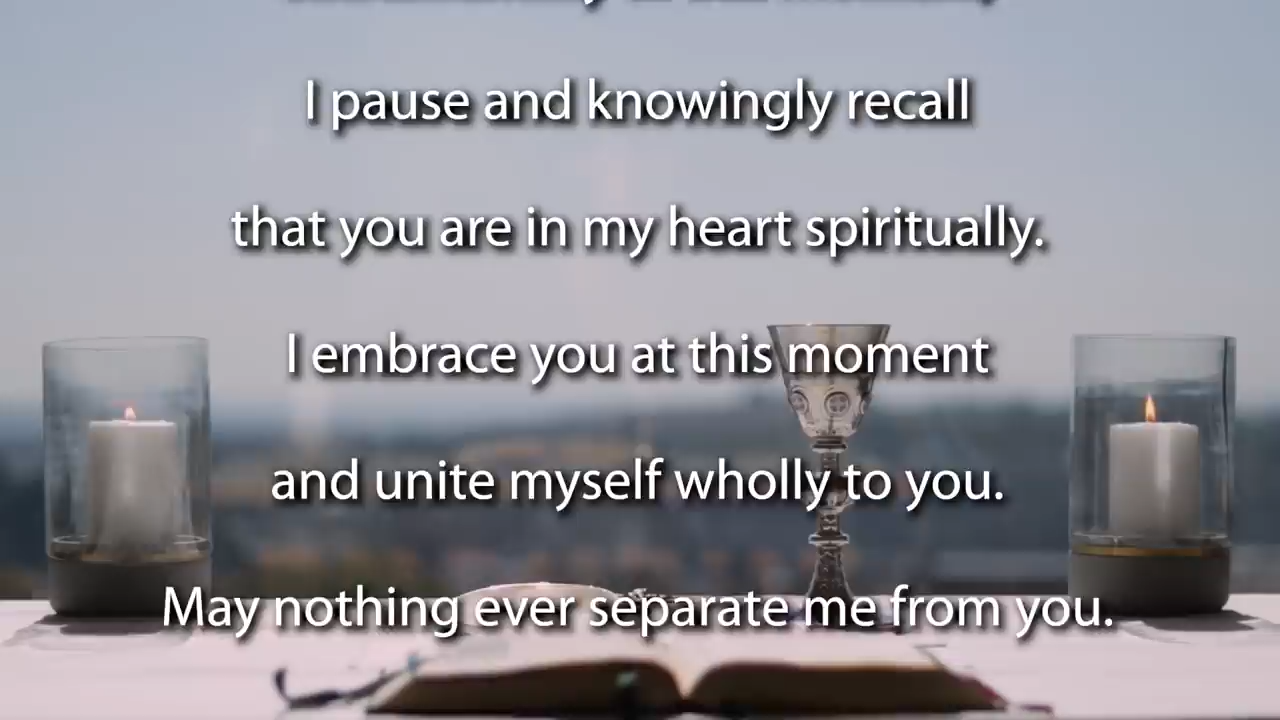 I pause and knowingly recall
that you are in my heart spiritually.
I embrace you at this moment
and unite myself wholly to you.
May nothing ever separate me from you.